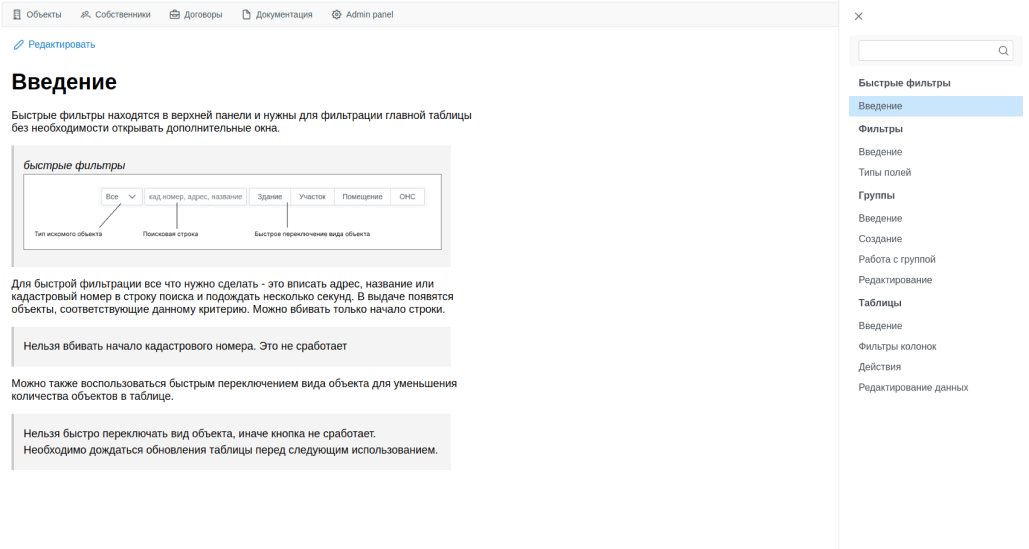 Объекты Собственники Договоры Документация Admin panel
Редактировать
Введение
Быстрые фильтры находятся в верхней панели и нужны для фильтрации главной таблицы
без необходимости открывать дополнительные окна.
быстрые фильтры
Все кад.номер, адрес, название Здание Участок Помещение ОНС
Тип искомого объекта Поисковая строка Быстрое переключение вида объекта
Для быстрой фильтрации все что нужно сделать - это вписать адрес, название или
кадастровый номер в строку поиска и подождать несколько секунд. В выдаче появятся
объекты, соответствующие данному критерию. Можно вбивать только начало строки.
Нельзя вбивать начало кадастрового номера. Это не сработает
Можно также воспользоваться быстрым переключением вида объекта для уменьшения
количества объектов в таблице.
Нельзя быстро переключать вид объекта, иначе кнопка не сработает.
Необходимо дождаться обновления таблицы перед следующим использованием.
Быстрые фильтры
Введение
Фильтры
Введение
Типы полей
Группы
Введение
Создание
Работа с группой
Редактирование
Таблицы
Введение
Фильтры колонок
Действия
Редактирование данных